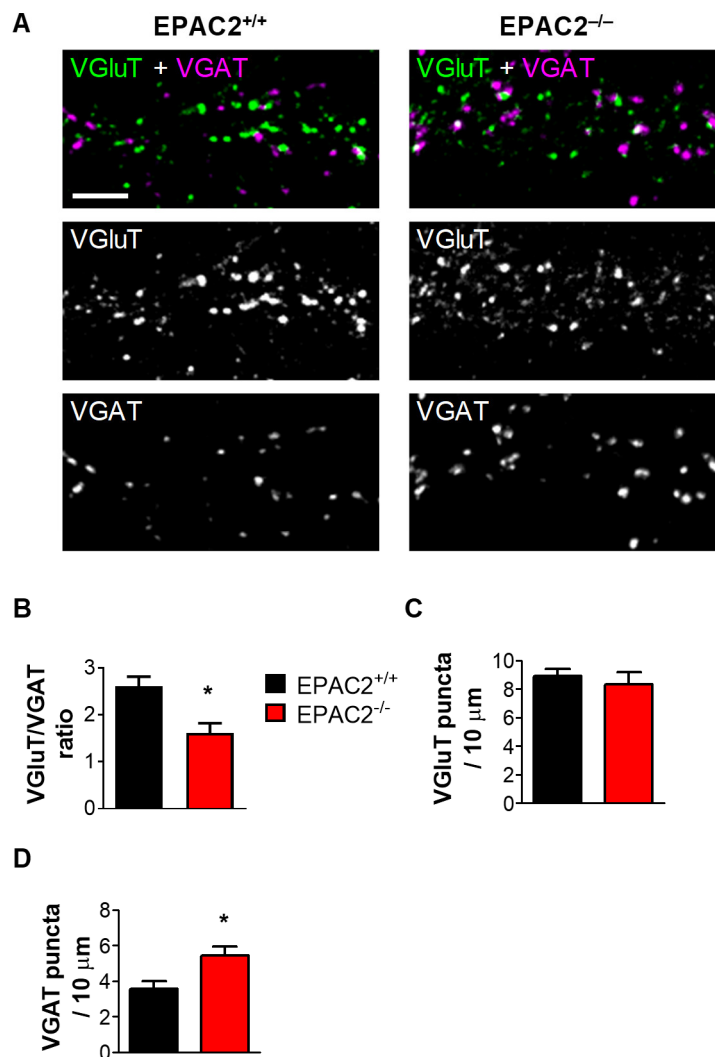 A
EPAC2+/+
EPAC2–/–
VGluT + VGAT
VGluT + VGAT
VGluT
VGluT
VGAT
VGAT
B
VGluT/VGAT
ratio
3
2
1
0
*
EPAC2+/+
EPAC2-/-
C
VGluT puncta
/ 10 μm
10
8
6
4
2
0
D
VGAT puncta
/ 10 μm
8
6
4
2
0
*